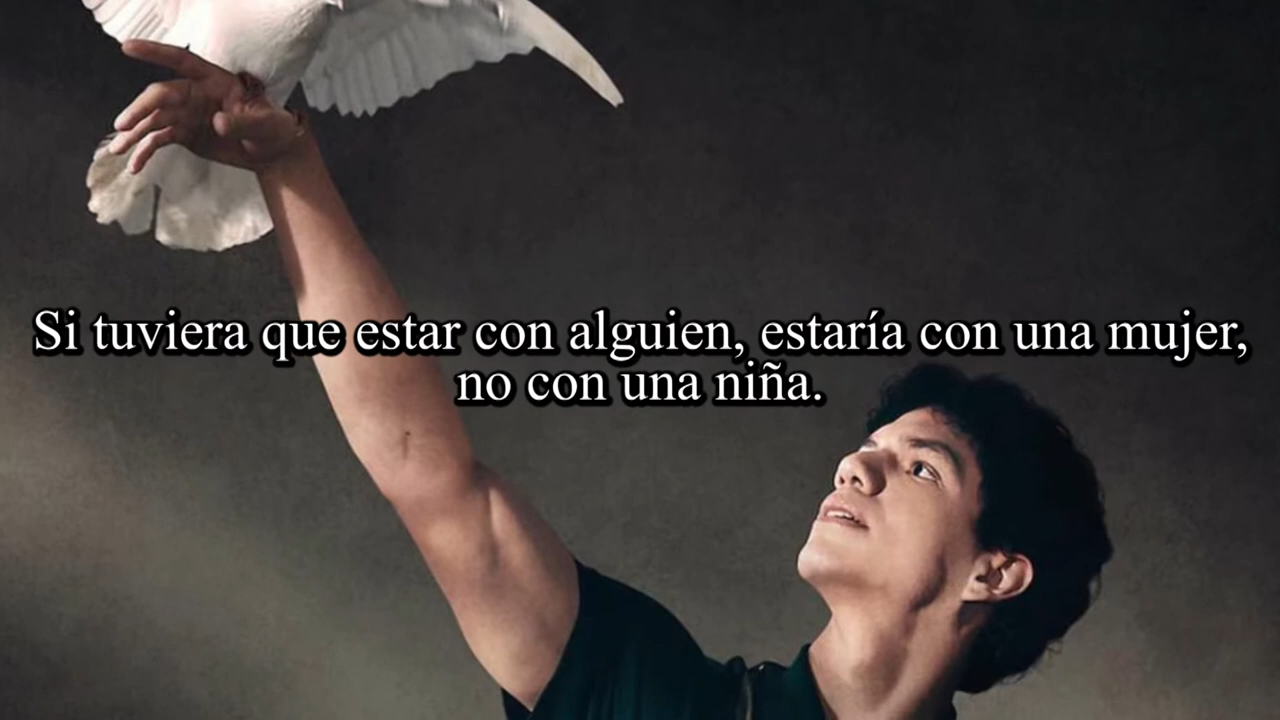 Si tuviera que estar con alguien, estaría con una mujer,
no con una niña.